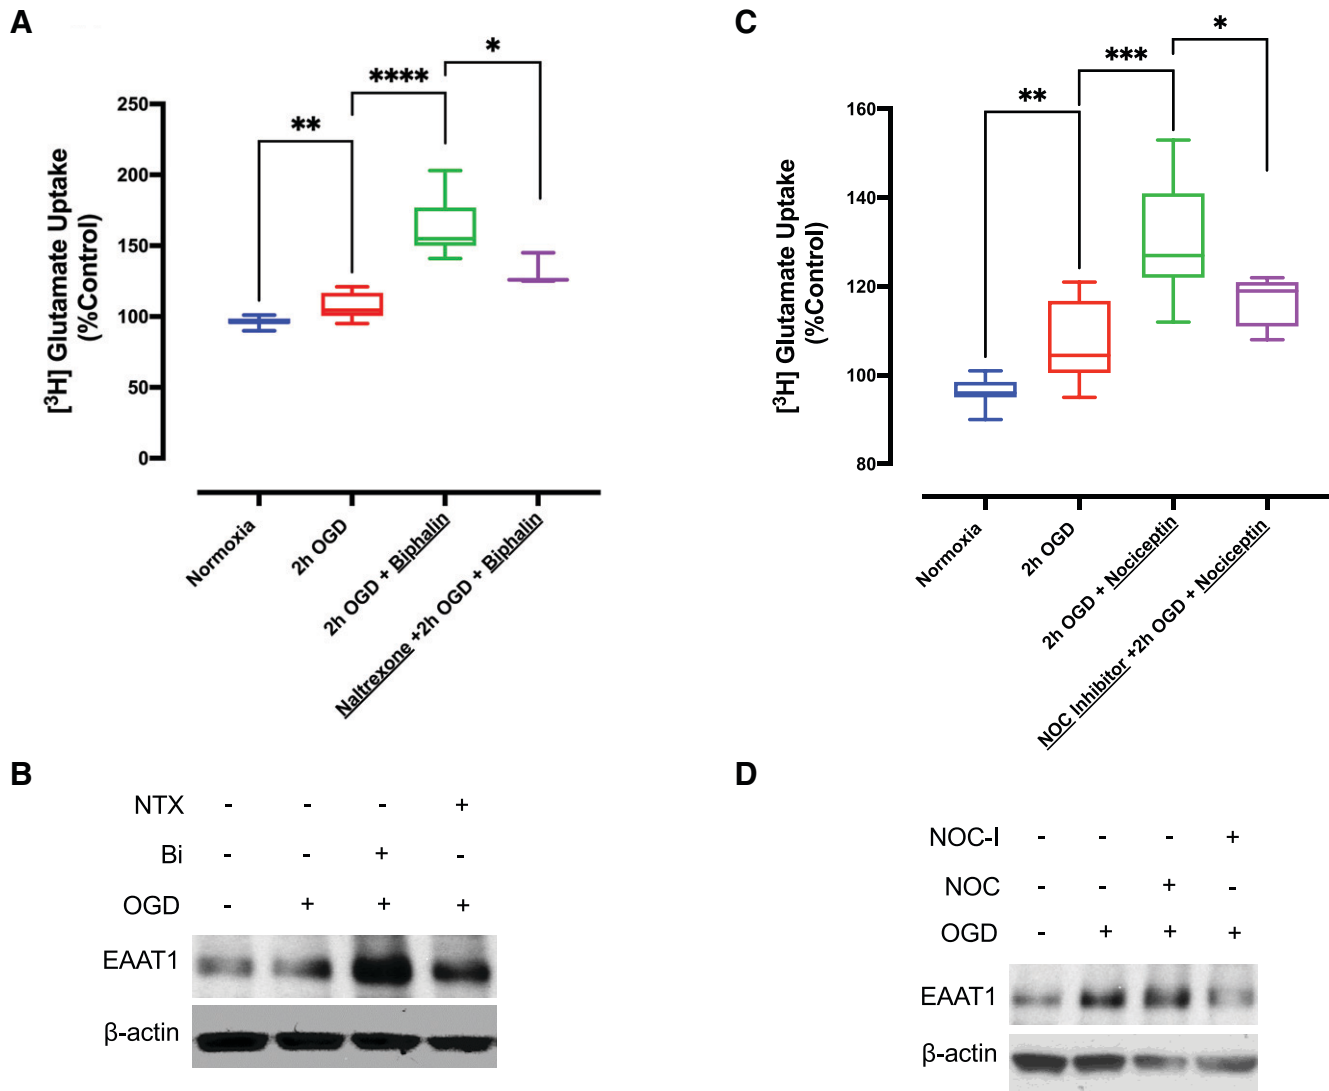 A
[³H] Glutamate Uptake
(%Control)
250
200
150
100
50
0
**
****
*
Normoxia
2h OGD
2h OGD + Biphalin
Naltrexone +2h OGD + Biphalin
C
[³H] Glutamate Uptake
(%Control)
160
140
120
100
80
**
***
*
Normoxia
2h OGD
2h OGD + Nociceptin
NOC Inhibitor +2h OGD + Nociceptin
B
NTX - - - +
Bi - - + -
OGD - + + +
EAAT1
β-actin
D
NOC-I - - - +
NOC - - + -
OGD - + + +
EAAT1
β-actin